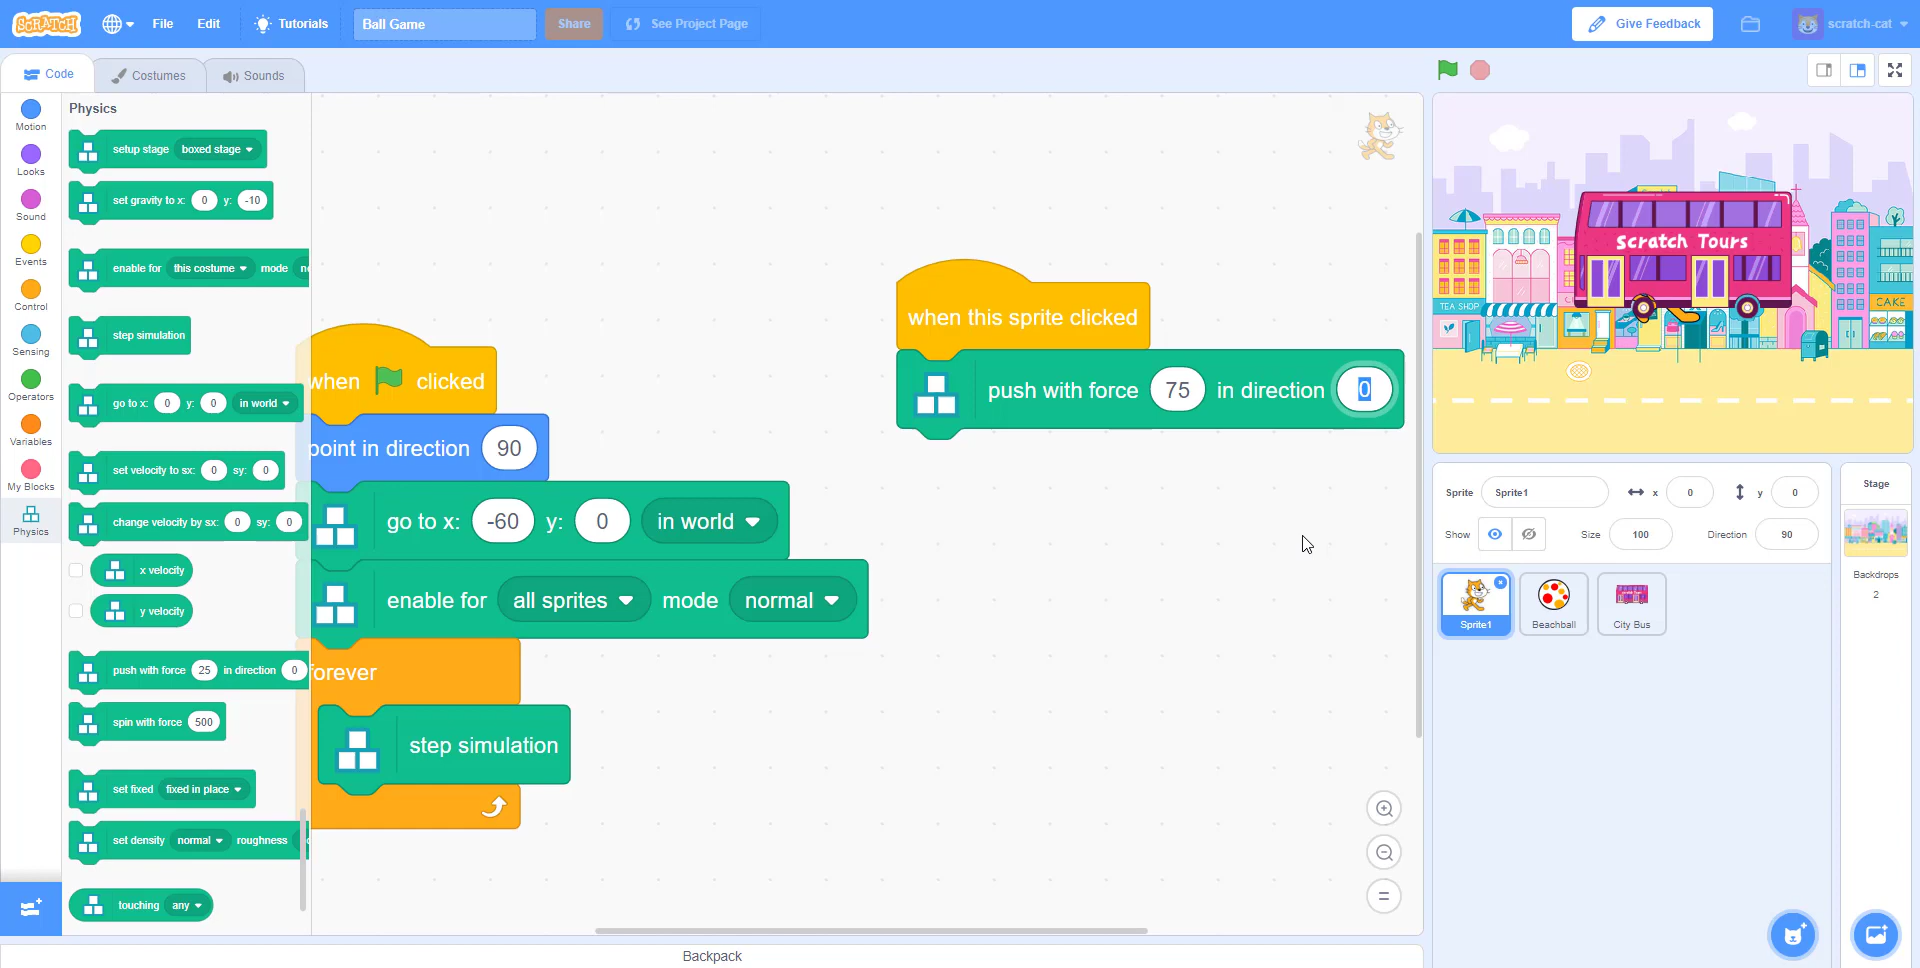 SCRATCH File Edit Tutorials Ball Game Share See Project Page Give Feedback scratch-cat
Code Costumes Sounds
Motion
Looks
Sound
Events
Control
Sensing
Operators
Variables
My Blocks
Physics
Physics
setup stage boxed stage
set gravity to x: 0 y: -10
enable for this costume mode
step simulation
go to x: 0 y: 0 in world
set velocity to sx: 0 sy: 0
change velocity by sx: 0 sy: 0
x velocity
y velocity
push with force 25 in direction 0
spin with force 500
set fixed fixed in place
set density normal roughness
touching any
when clicked
point in direction 90
go to x: -60 y: 0 in world
enable for all sprites mode normal
forever
step simulation
when this sprite clicked
push with force 75 in direction 0
Backpack
Scratch Tours
TEA SHOP
CAKE
Sprite Sprite1 x 0 y 0
Show Size 100 Direction 90
Sprite1
Beachball
City Bus
Stage
Backdrops
2